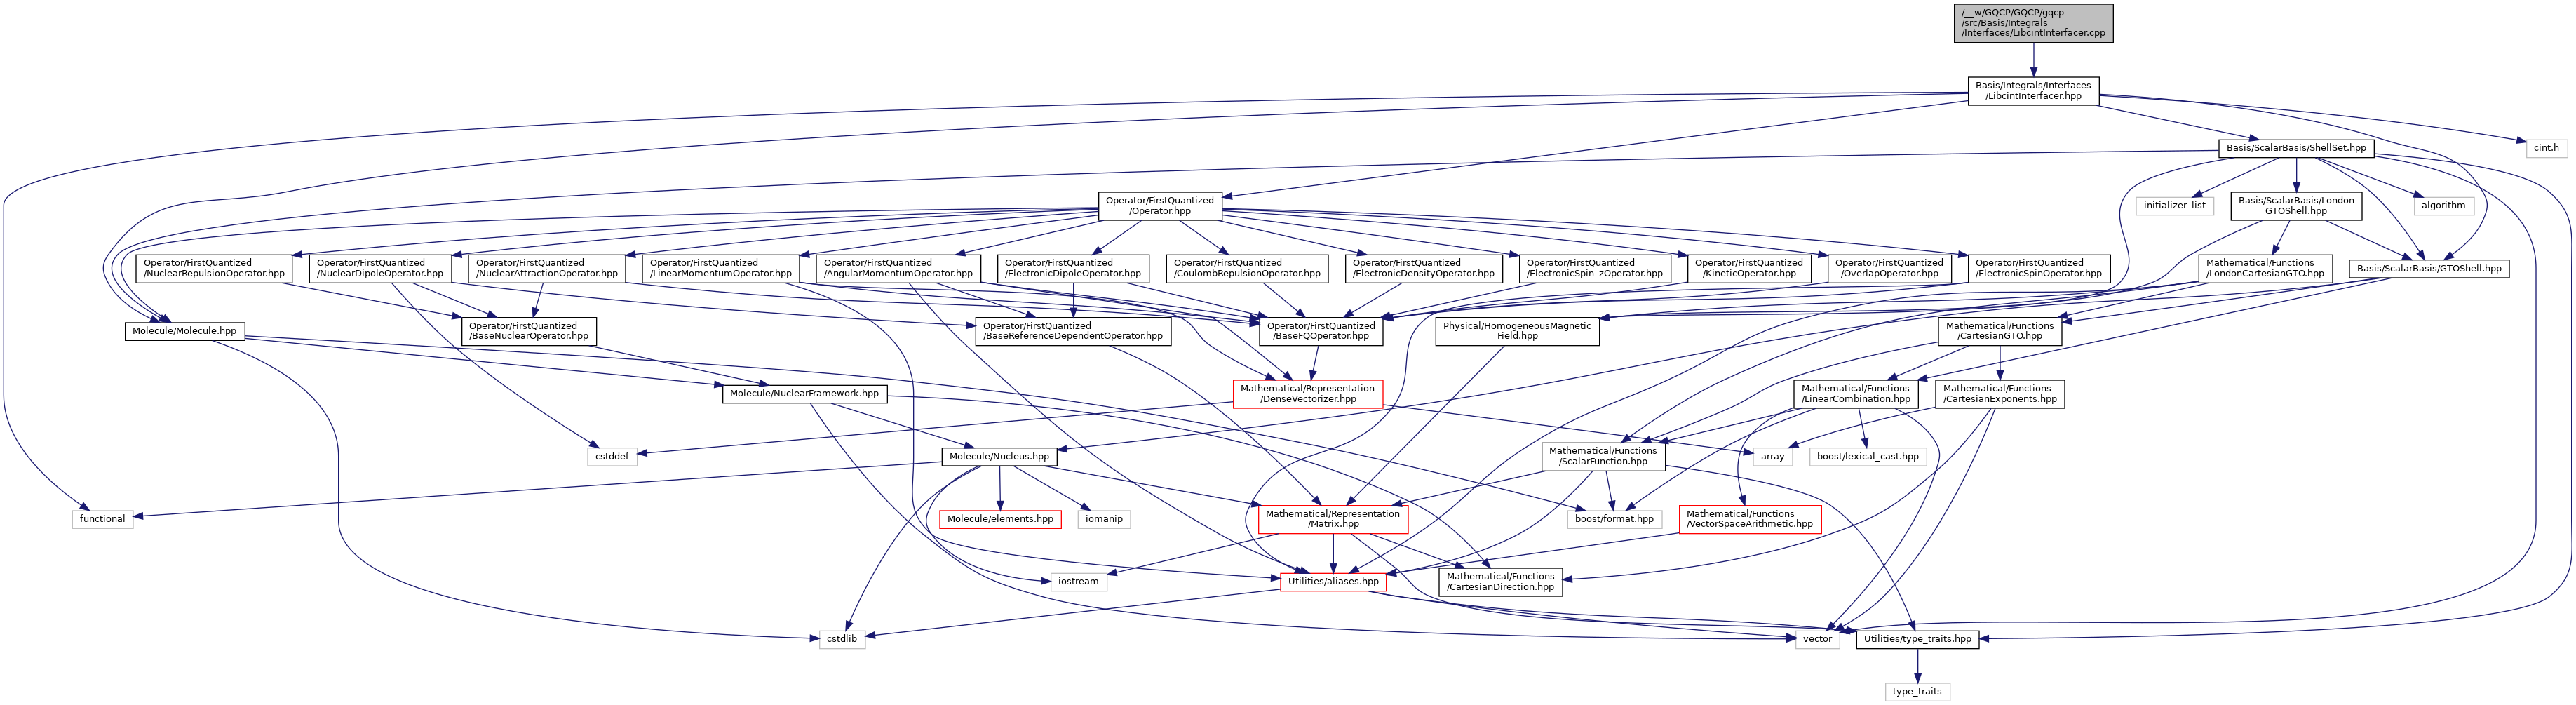 /__w/GQCP/GQCP/gqcp
/src/Basis/Integrals
/Interfaces/LibcintInterfacer.cpp
Basis/Integrals/Interfaces
/LibcintInterfacer.hpp
Basis/ScalarBasis/ShellSet.hpp
cint.h
Operator/FirstQuantized
/Operator.hpp
initializer_list
Basis/ScalarBasis/London
GTOShell.hpp
algorithm
Operator/FirstQuantized
/NuclearRepulsionOperator.hpp
Operator/FirstQuantized
/NuclearDipoleOperator.hpp
Operator/FirstQuantized
/NuclearAttractionOperator.hpp
Operator/FirstQuantized
/LinearMomentumOperator.hpp
Operator/FirstQuantized
/AngularMomentumOperator.hpp
Operator/FirstQuantized
/ElectronicDipoleOperator.hpp
Operator/FirstQuantized
/CoulombRepulsionOperator.hpp
Operator/FirstQuantized
/ElectronicDensityOperator.hpp
Operator/FirstQuantized
/ElectronicSpin_zOperator.hpp
Operator/FirstQuantized
/KineticOperator.hpp
Operator/FirstQuantized
/OverlapOperator.hpp
Operator/FirstQuantized
/ElectronicSpinOperator.hpp
Mathematical/Functions
/LondonCartesianGTO.hpp
Basis/ScalarBasis/GTOShell.hpp
Molecule/Molecule.hpp
Operator/FirstQuantized
/BaseNuclearOperator.hpp
Operator/FirstQuantized
/BaseReferenceDependentOperator.hpp
Operator/FirstQuantized
/BaseFQOperator.hpp
Physical/HomogeneousMagnetic
Field.hpp
Mathematical/Functions
/CartesianGTO.hpp
Molecule/NuclearFramework.hpp
Mathematical/Representation
/DenseVectorizer.hpp
Mathematical/Functions
/LinearCombination.hpp
Mathematical/Functions
/CartesianExponents.hpp
cstddef
Molecule/Nucleus.hpp
Mathematical/Functions
/ScalarFunction.hpp
array
boost/lexical_cast.hpp
functional
Molecule/elements.hpp
iomanip
Mathematical/Representation
/Matrix.hpp
boost/format.hpp
Mathematical/Functions
/VectorSpaceArithmetic.hpp
iostream
Utilities/aliases.hpp
Mathematical/Functions
/CartesianDirection.hpp
cstdlib
vector
Utilities/type_traits.hpp
type_traits